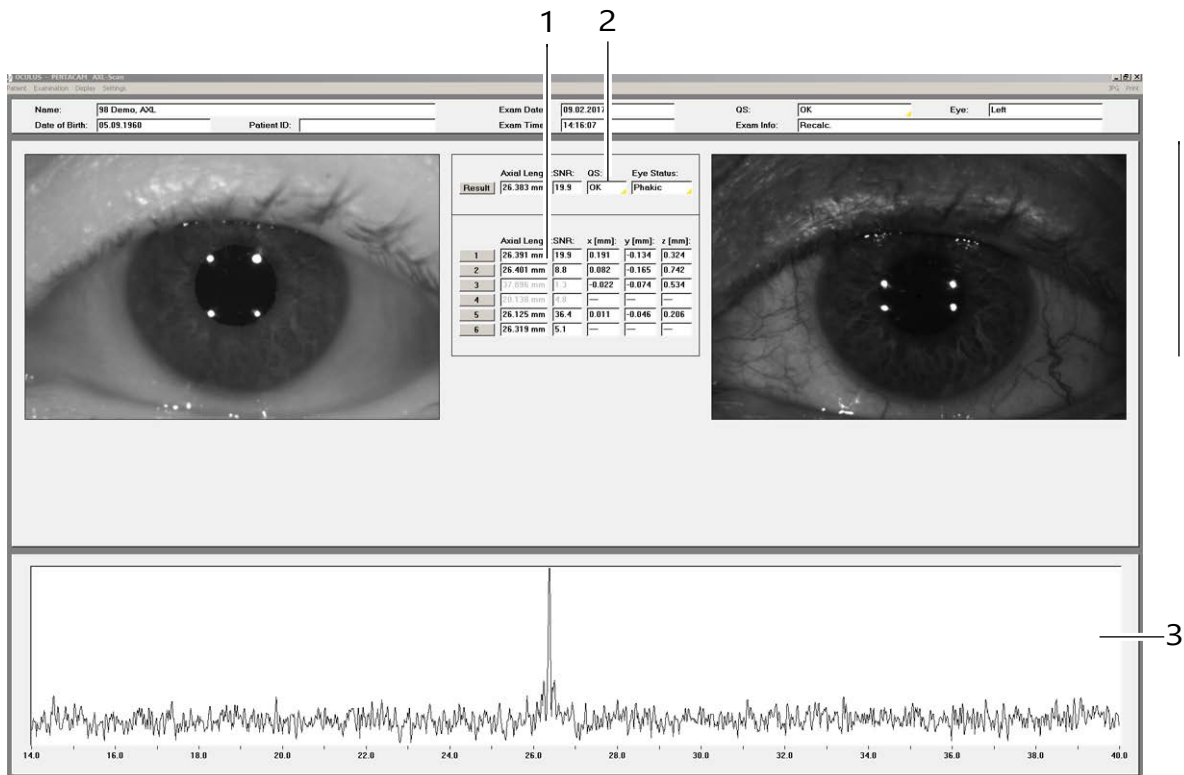 1 2
OCULUS - PENTACAM AXL-Scan
Patient Examination Display Settings JPG Print
Name: 98 Demo, AXL Exam Date 09.02.2017 QS: OK Eye: Left
Date of Birth: 05.09.1960 Patient ID: Exam Time 14:16:07 Exam Info: Recalc.
Axial Leng :SNR: QS: Eye Status:
Result 26.383 mm 19.9 OK Phakic
Axial Leng :SNR: x [mm]: y [mm]: z [mm]:
1 26.391 mm 19.9 0.191 -0.134 0.324
2 26.401 mm 8.8 0.082 -0.165 0.742
3 37.896 mm 1.3 -0.022 -0.074 0.534
4 20.138 mm 4.8 — — —
5 26.125 mm 36.4 0.011 -0.046 0.206
6 26.319 mm 5.1 — — —
3
14.0 16.0 18.0 20.0 22.0 24.0 26.0 28.0 30.0 32.0 34.0 36.0 38.0 40.0